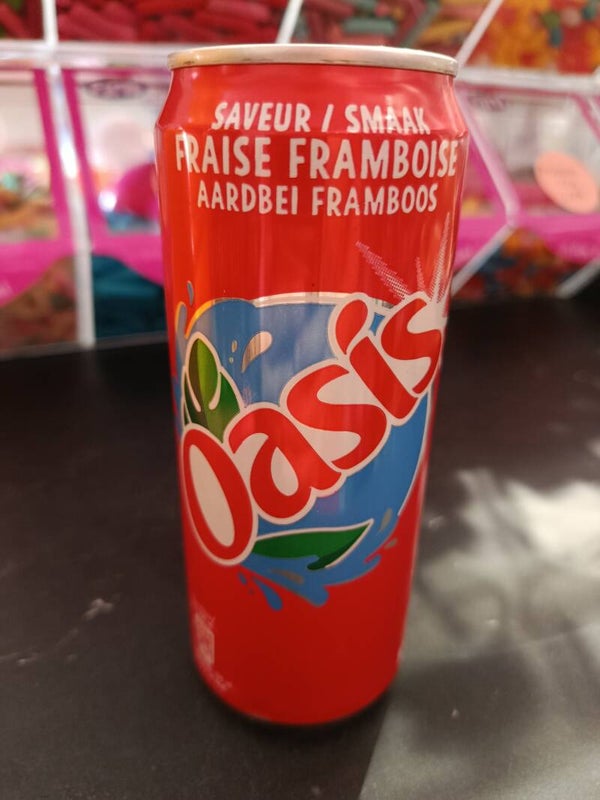 SAVEUR / SMAAK
FRAISE FRAMBOISE
AARDBEI FRAMBOOS
Oasis